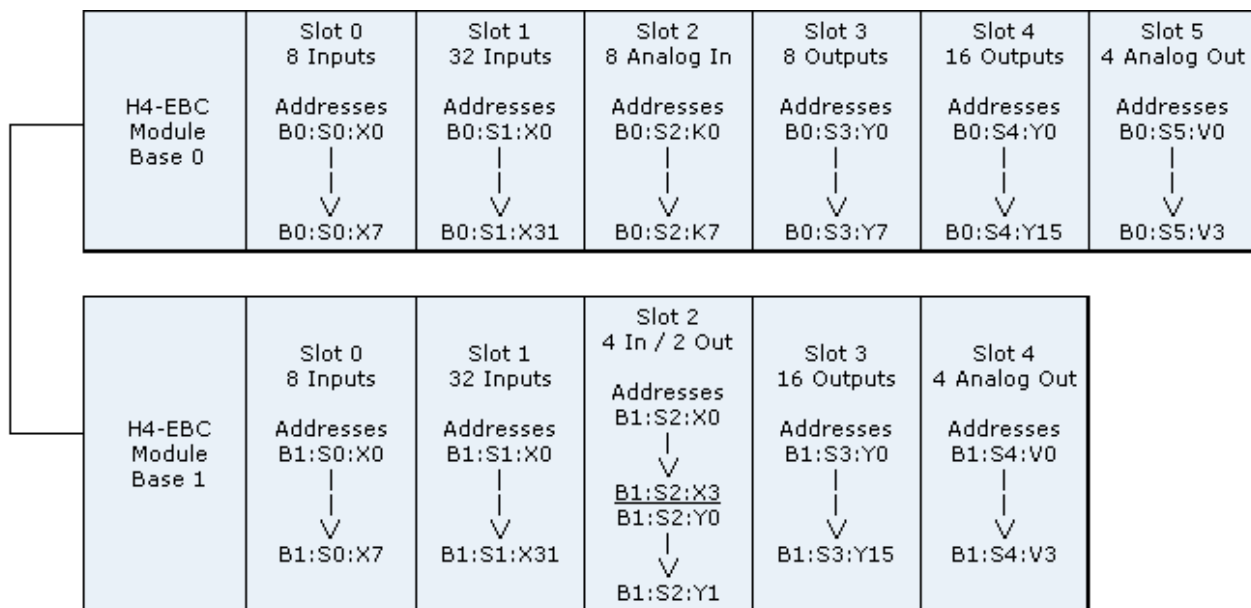 H4-EBC
Module
Base 0
Slot 0
8 Inputs
Addresses
B0:S0:X0
B0:S0:X7
Slot 1
32 Inputs
Addresses
B0:S1:X0
B0:S1:X31
Slot 2
8 Analog In
Addresses
B0:S2:K0
B0:S2:K7
Slot 3
8 Outputs
Addresses
B0:S3:Y0
B0:S3:Y7
Slot 4
16 Outputs
Addresses
B0:S4:Y0
B0:S4:Y15
Slot 5
4 Analog Out
Addresses
B0:S5:V0
B0:S5:V3
H4-EBC
Module
Base 1
Slot 0
8 Inputs
Addresses
B1:S0:X0
B1:S0:X7
Slot 1
32 Inputs
Addresses
B1:S1:X0
B1:S1:X31
Slot 2
4 In / 2 Out
Addresses
B1:S2:X0
B1:S2:X3
B1:S2:Y0
B1:S2:Y1
Slot 3
16 Outputs
Addresses
B1:S3:Y0
B1:S3:Y15
Slot 4
4 Analog Out
Addresses
B1:S4:V0
B1:S4:V3